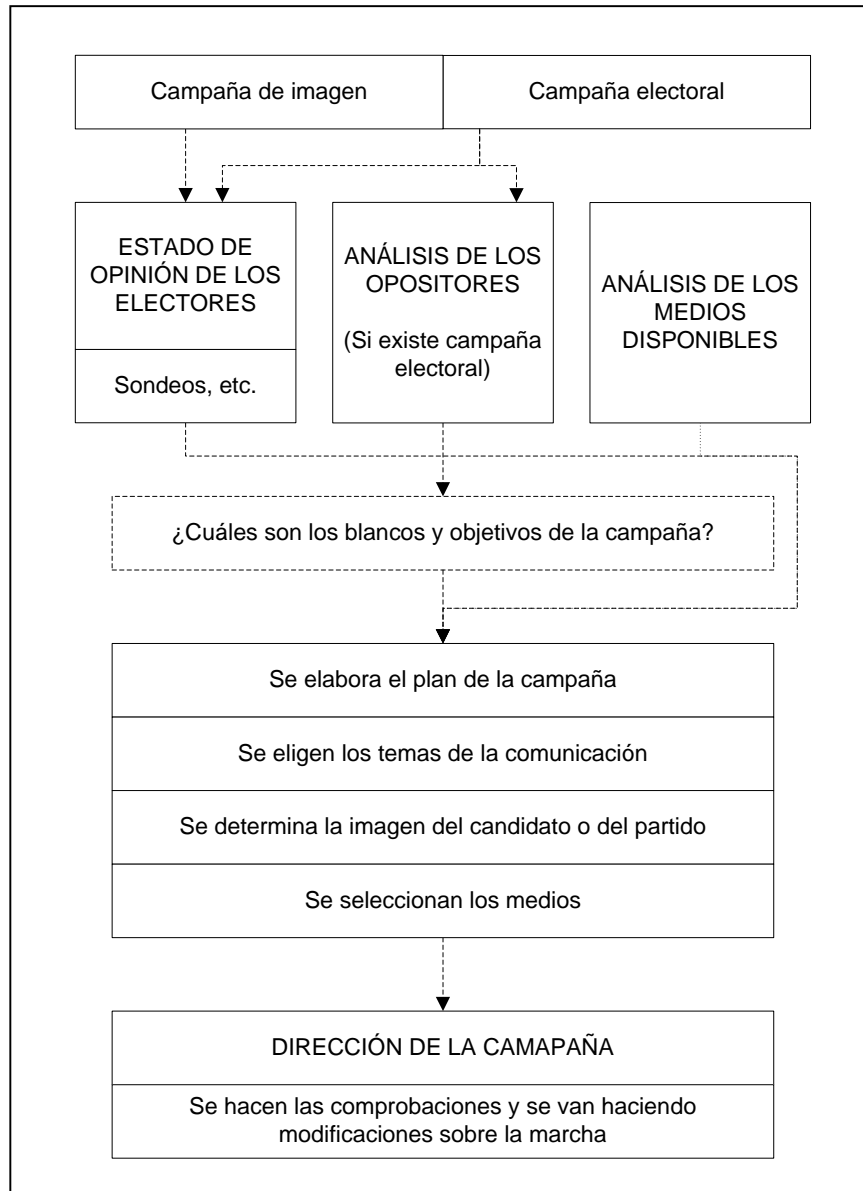 Campaña de imagen
Campaña electoral
ESTADO DE
OPINIÓN DE LOS
ELECTORES
Sondeos, etc.
ANÁLISIS DE LOS
OPOSITORES
(Si existe campaña
electoral)
ANÁLISIS DE LOS
MEDIOS
DISPONIBLES
¿Cuáles son los blancos y objetivos de la campaña?
Se elabora el plan de la campaña
Se eligen los temas de la comunicación
Se determina la imagen del candidato o del partido
Se seleccionan los medios
DIRECCIÓN DE LA CAMAPAÑA
Se hacen las comprobaciones y se van haciendo
modificaciones sobre la marcha